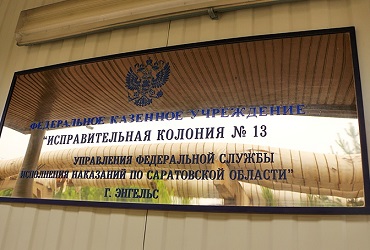 ФЕДЕРАЛЬНОЕ КАЗЕННОЕ УЧРЕЖДЕНИЕ
"ИСПРАВИТЕЛЬНАЯ КОЛОНИЯ № 13
УПРАВЛЕНИЯ ФЕДЕРАЛЬНОЙ СЛУЖБЫ
ИСПОЛНЕНИЯ НАКАЗАНИЙ ПО САРАТОВСКОЙ ОБЛАСТИ"
Г. ЭНГЕЛЬС